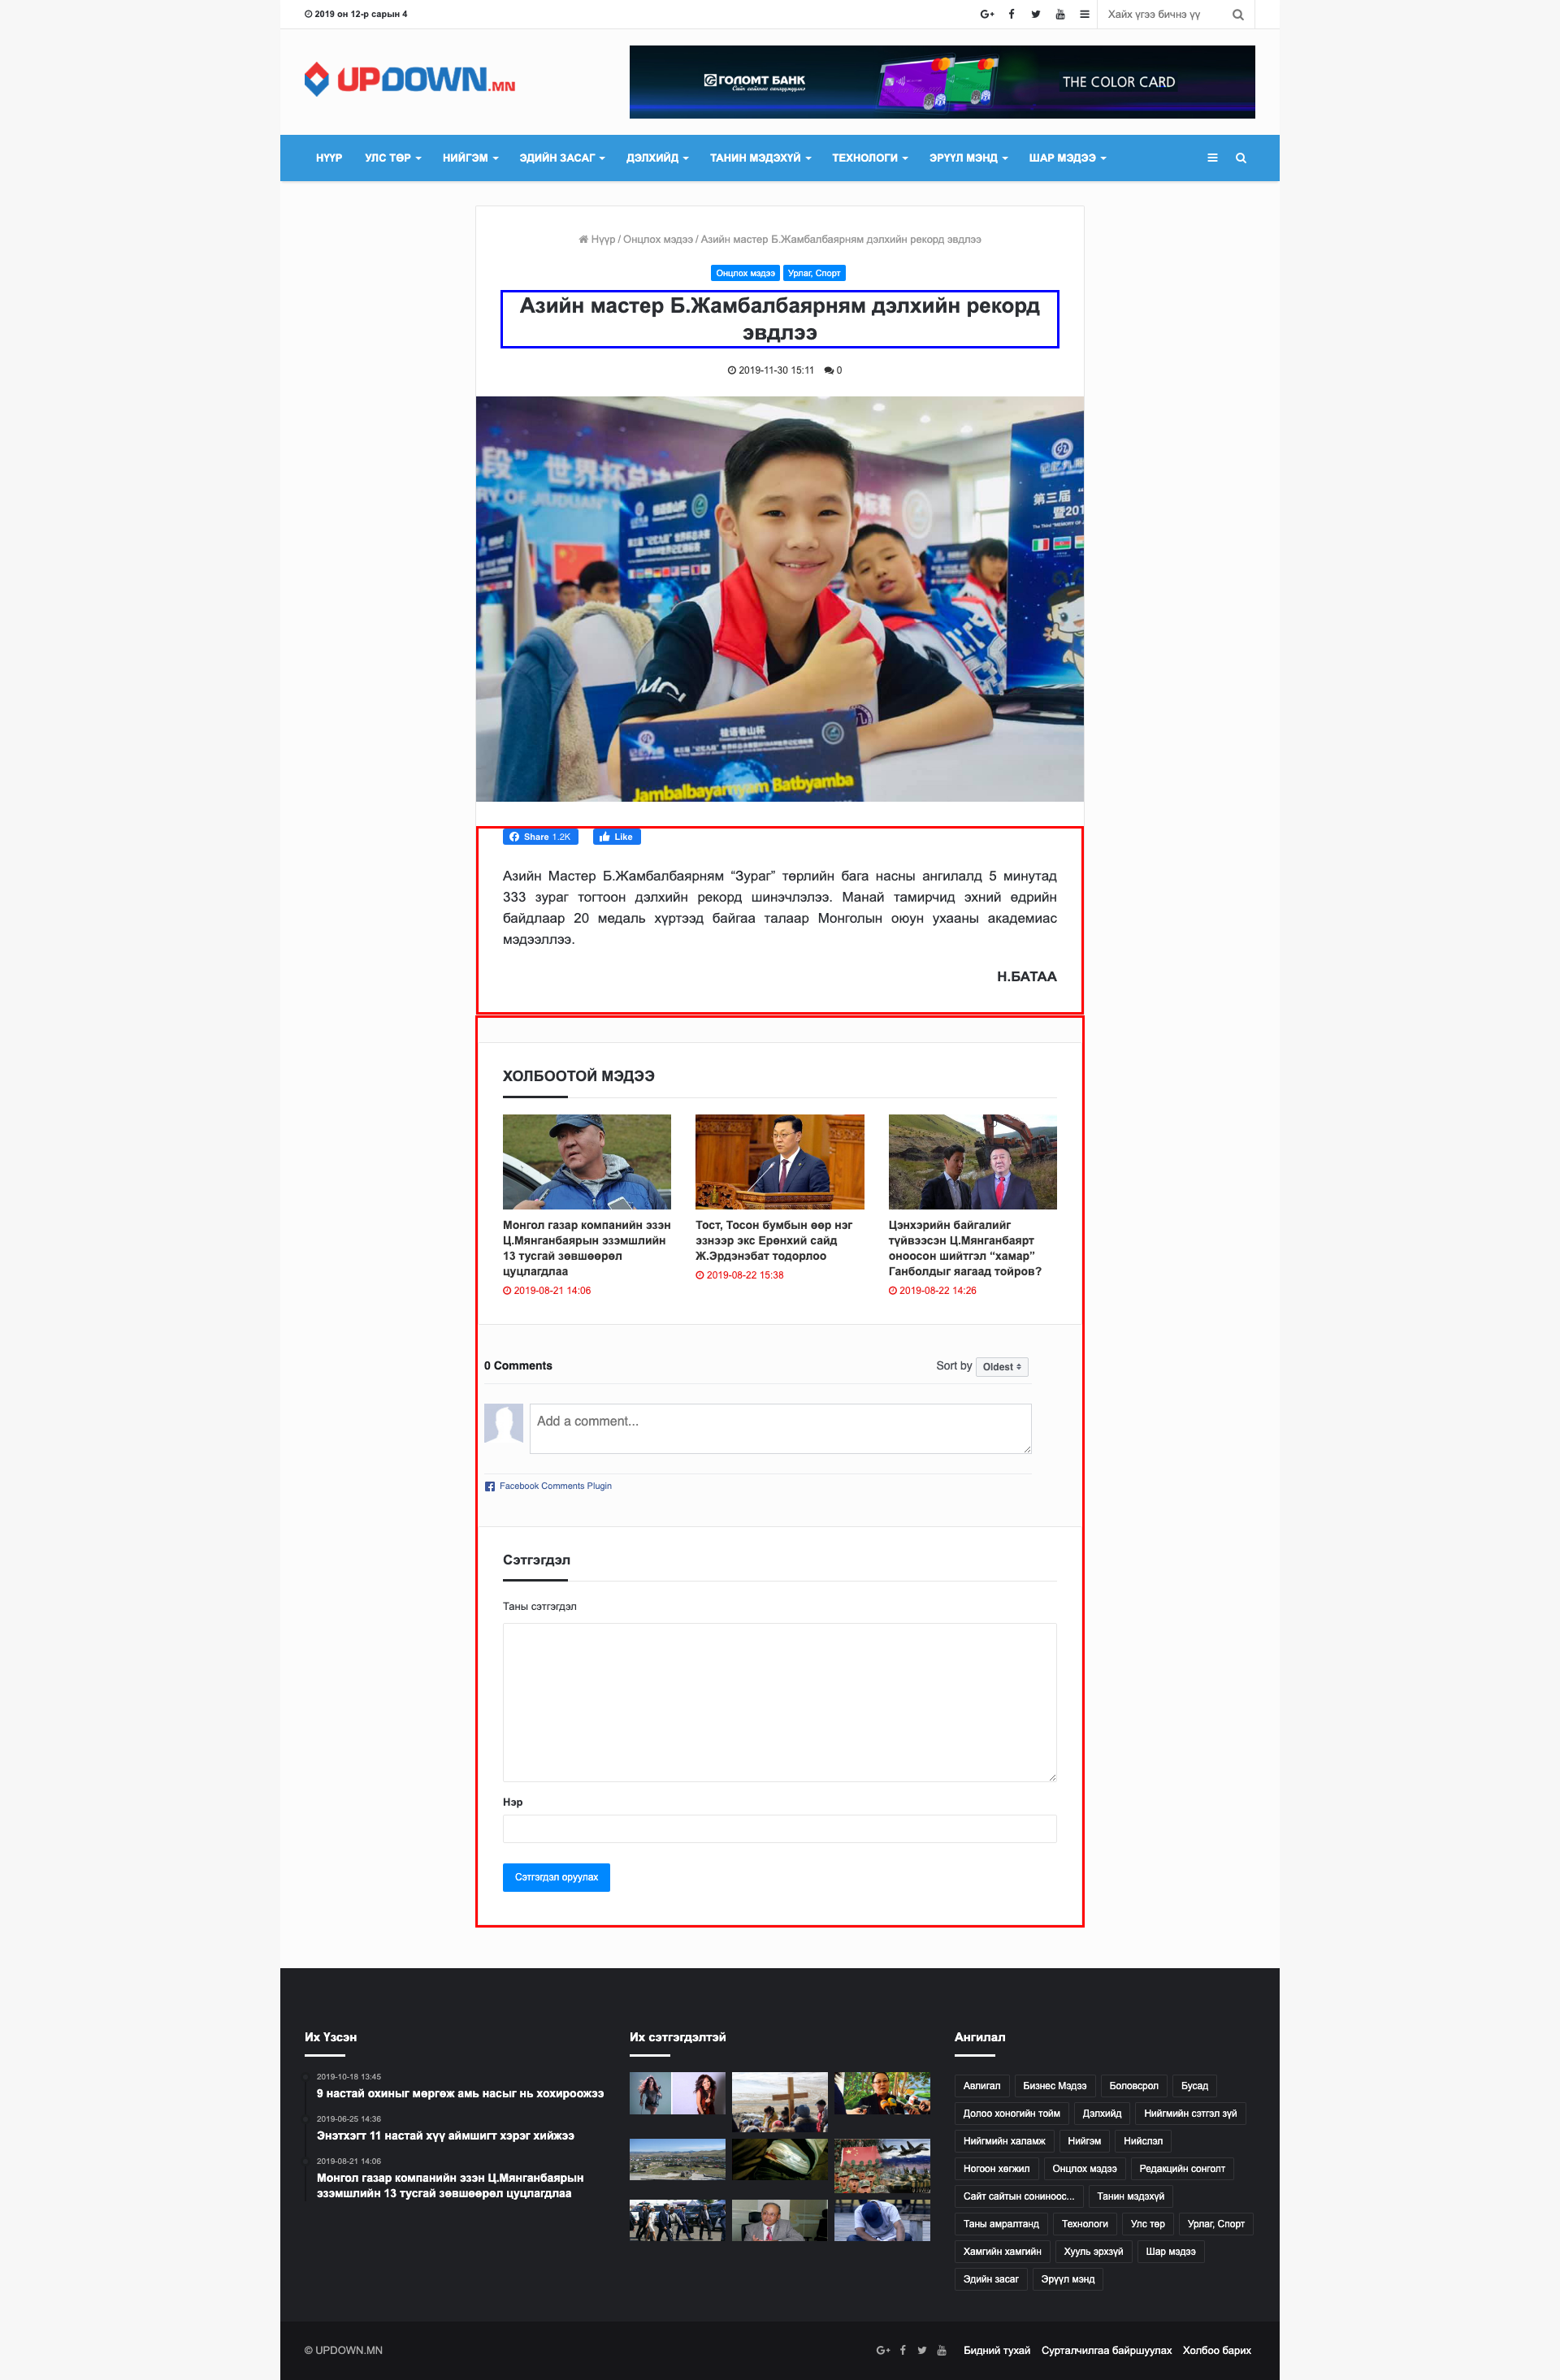 2019 он 12-р сарын 4
Хайх үгээ бичнэ үү
UPDOWN.MN
ГОЛОМТ БАНК
THE COLOR CARD
НҮҮР УЛС ТӨР НИЙГЭМ ЭДИЙН ЗАСАГ ДЭЛХИЙД ТАНИН МЭДЭХҮЙ ТЕХНОЛОГИ ЭРҮҮЛ МЭНД ШАР МЭДЭЭ
Нүүр / Онцлох мэдээ / Азийн мастер Б.Жамбалбаярням дэлхийн рекорд эвдлээ
Онцлох мэдээ Урлаг, Спорт
Азийн мастер Б.Жамбалбаярням дэлхийн рекорд
эвдлээ
2019-11-30 15:11 0
段” 世界杯总决
第三届
Jambalbayarnyam Batbyamba
Share 1.2K Like
Азийн Мастер Б.Жамбалбаярням “Зураг” төрлийн бага насны ангилалд 5 минутад
333 зураг тогтоон дэлхийн рекорд шинэчлэлээ. Манай тамирчид эхний өдрийн
байдлаар 20 медаль хүртээд байгаа талаар Монголын оюун ухааны академиас
мэдээллээ.
Н.БАТАА
ХОЛБООТОЙ МЭДЭЭ
Монгол газар компанийн эзэн
Ц.Мянганбаярын эзэмшлийн
13 тусгай зөвшөөрөл
цуцлагдлаа
2019-08-21 14:06
Тост, Тосон бумбын өөр нэг
эзнээр экс Ерөнхий сайд
Ж.Эрдэнэбат тодорлоо
2019-08-22 15:38
Цэнхэрийн байгалийг
түйвээсэн Ц.Мянганбаярт
оноосон шийтгэл “хамар”
Ганболдыг яагаад тойров?
2019-08-22 14:26
0 Comments
Sort by Oldest
Add a comment...
Facebook Comments Plugin
Сэтгэгдэл
Таны сэтгэгдэл
Нэр
Сэтгэгдэл оруулах
Их Үзсэн
2019-10-18 13:45
9 настай охиныг мөргөж амь насыг нь хохироожээ
2019-06-25 14:36
Энэтхэгт 11 настай хүү аймшигт хэрэг хийжээ
2019-08-21 14:06
Монгол газар компанийн эзэн Ц.Мянганбаярын
эзэмшлийн 13 тусгай зөвшөөрөл цуцлагдлаа
Их сэтгэгдэлтэй
Ангилал
Авлигал Бизнес Мэдээ Боловсрол Бусад
Долоо хоногийн тойм Дэлхийд Нийгмийн сэтгэл зүй
Нийгмийн халамж Нийгэм Нийслэл
Ногоон хөгжил Онцлох мэдээ Редакцийн сонголт
Сайт сайтын сониноос... Танин мэдэхүй
Таны амралтанд Технологи Улс төр Урлаг, Спорт
Хамгийн хамгийн Хууль эрхзүй Шар мэдээ
Эдийн засаг Эрүүл мэнд
© UPDOWN.MN
Бидний тухай Сурталчилгаа байршуулах Холбоо барих